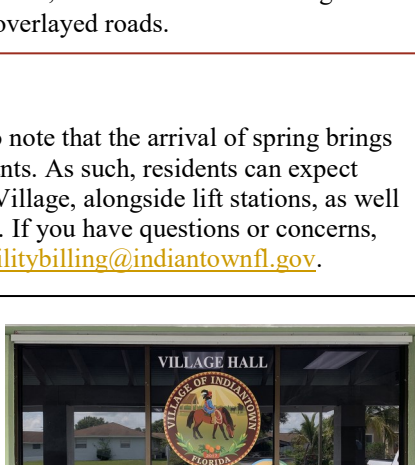 overlayed roads.
note that the arrival of spring brings
nts. As such, residents can expect
Village, alongside lift stations, as well
. If you have questions or concerns,
ilitybilling@indiantownfl.gov.
VILLAGE HALL
VILLAGE OF INDIANTOWN
FLORIDA